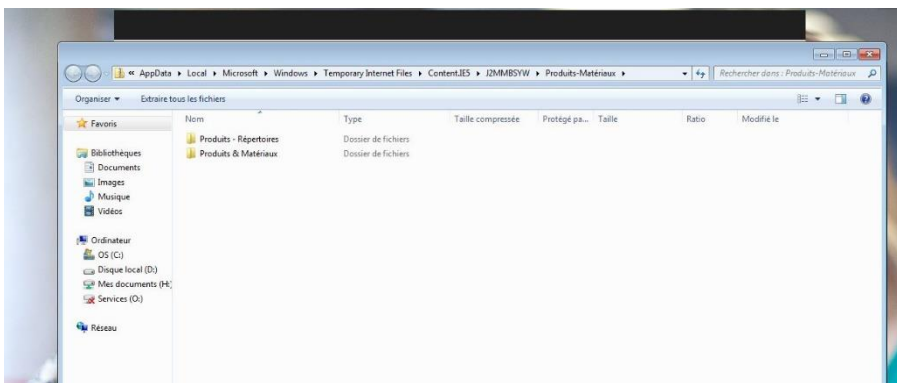 « AppData ▸ Local ▸ Microsoft ▸ Windows ▸ Temporary Internet Files ▸ Content.IE5 ▸ J2MMBSYW ▸ Produits-Matériaux ▸
Rechercher dans : Produits-Matériaux
Organiser ▾ Extraire tous les fichiers
Nom Type Taille compressée Protégé pa... Taille Ratio Modifié le
Favoris
Produits - Répertoires Dossier de fichiers
Produits & Matériaux Dossier de fichiers
Bibliothèques
Documents
Images
Musique
Vidéos
Ordinateur
OS (C:)
Disque local (D:)
Mes documents (H:)
Services (O:)
Réseau